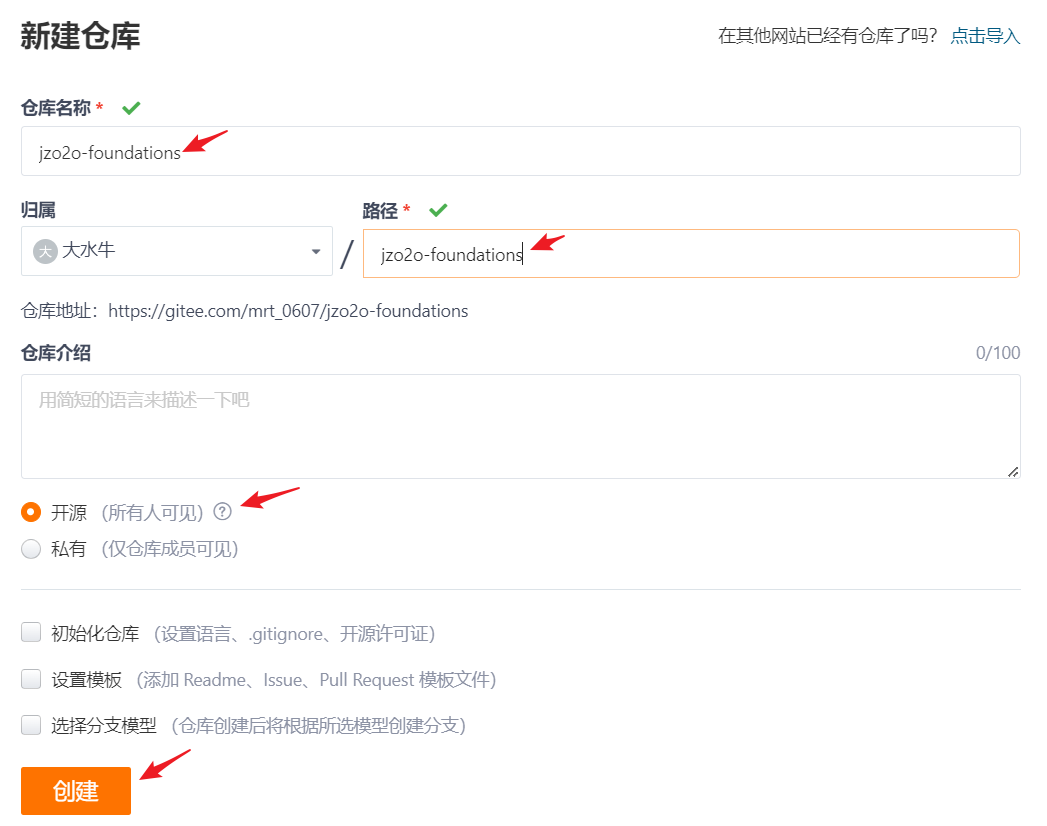 新建仓库
在其他网站已经有仓库了吗? 点击导入
仓库名称 *
jzo2o-foundations
归属
路径 *
大 大水牛
/
jzo2o-foundations
仓库地址：https://gitee.com/mrt_0607/jzo2o-foundations
仓库介绍
0/100
用简短的语言来描述一下吧
开源 (所有人可见) ?
私有 (仅仓库成员可见)
初始化仓库 (设置语言、.gitignore、开源许可证)
设置模板 (添加 Readme、Issue、Pull Request 模板文件)
选择分支模型 (仓库创建后将根据所选模型创建分支)
创建